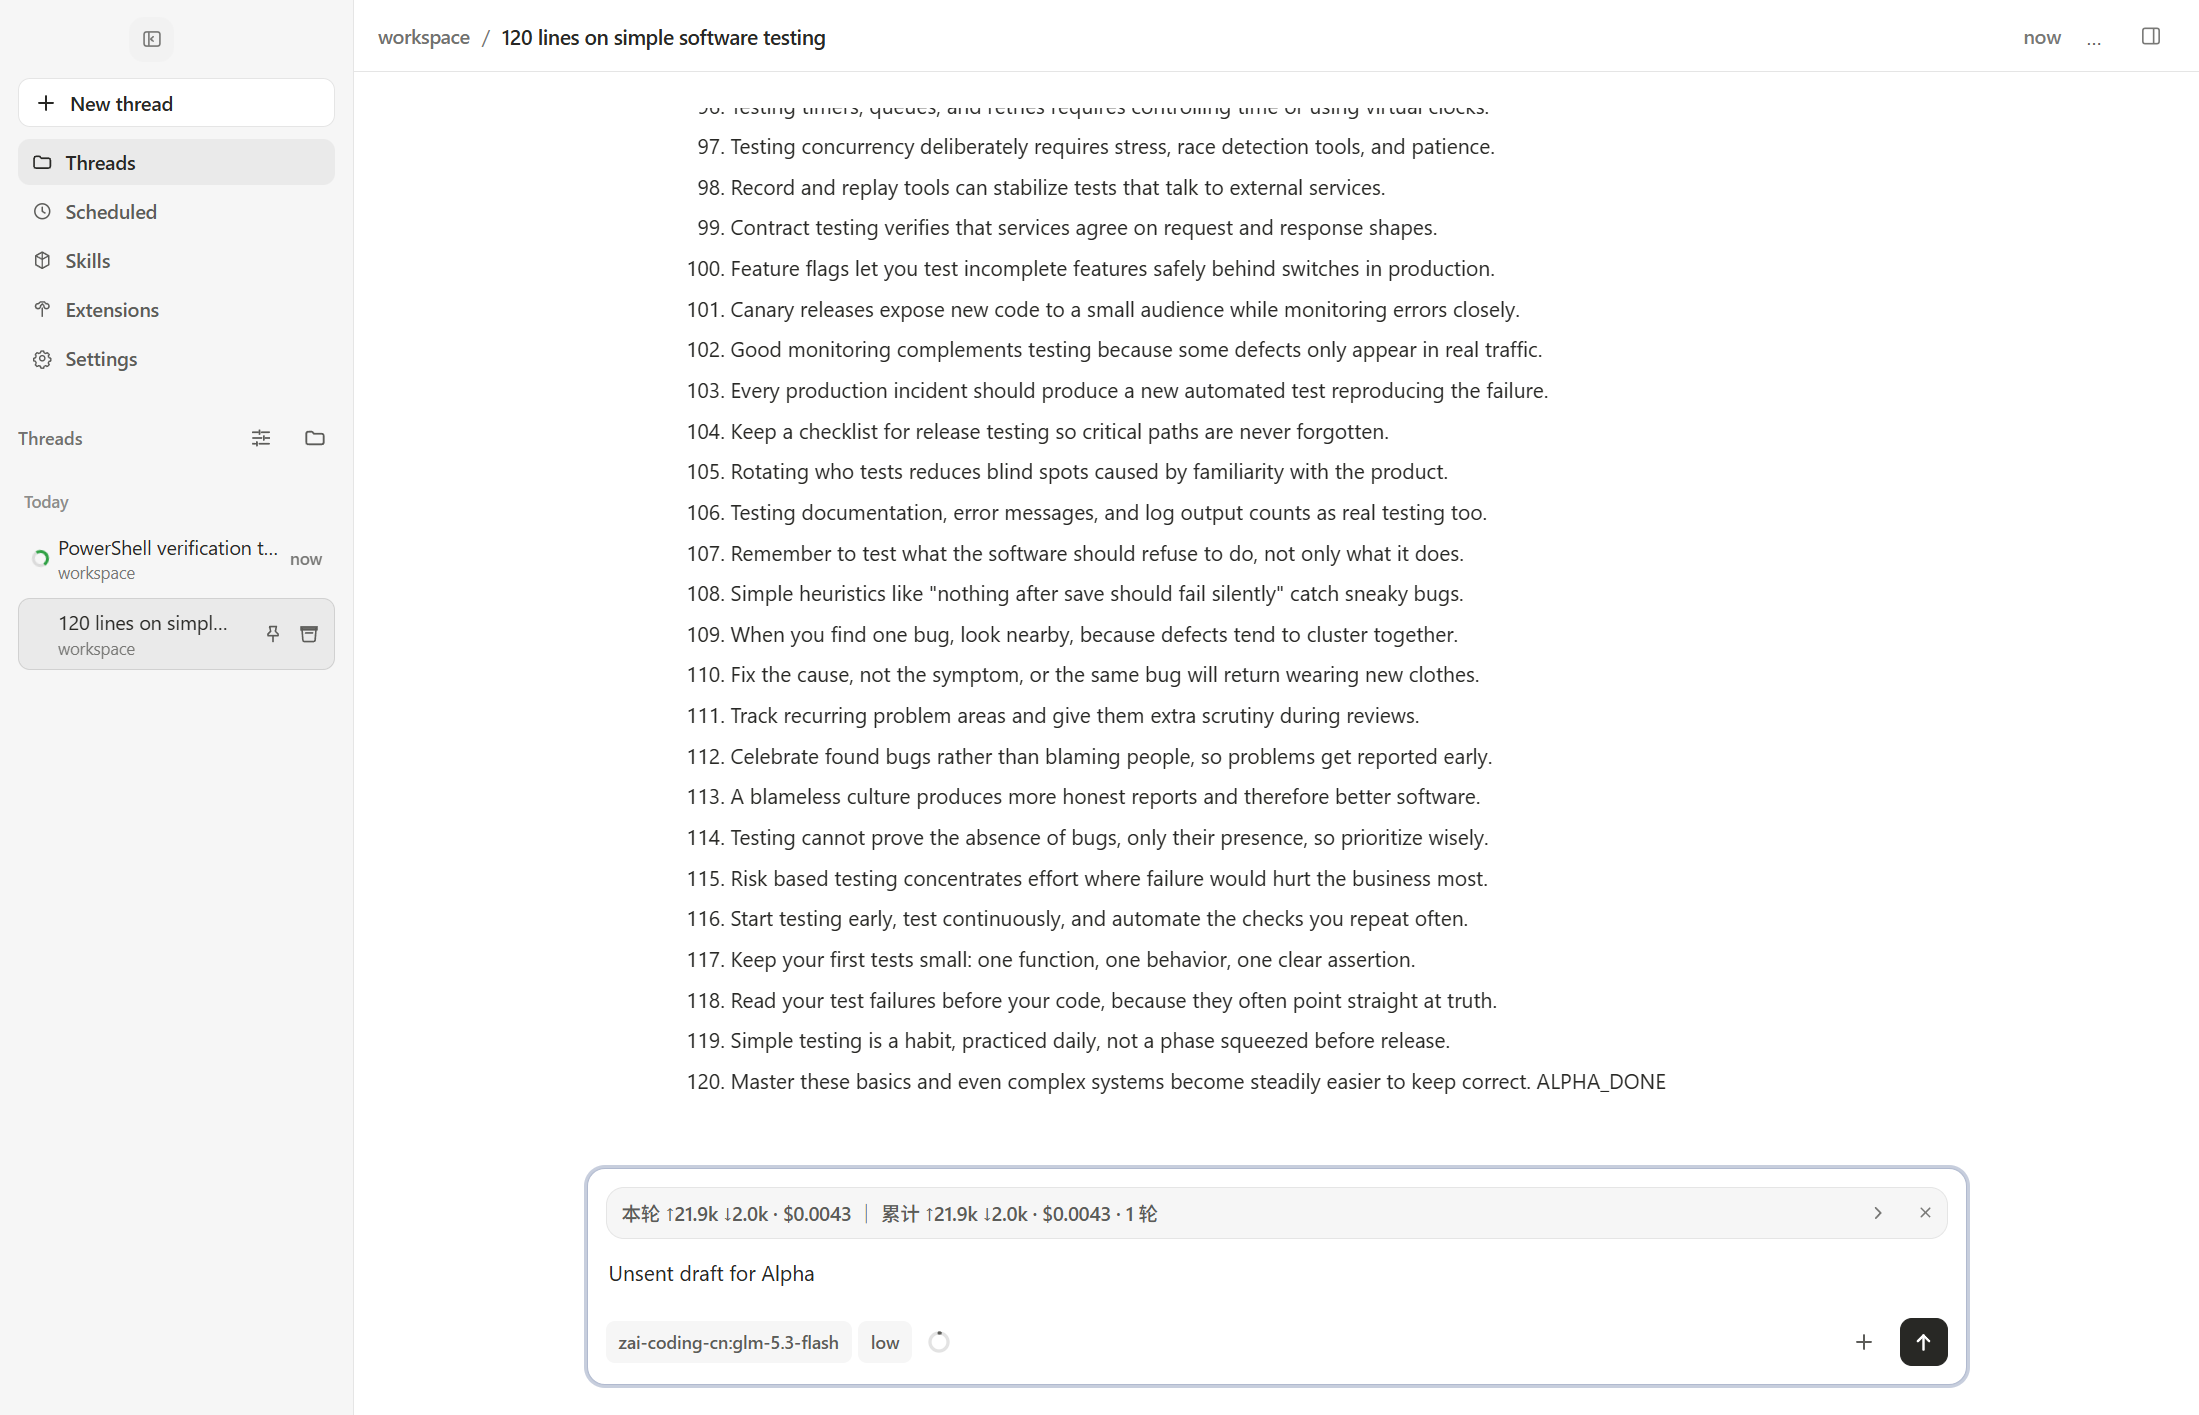 workspace / 120 lines on simple software testing
now ...
New thread
Threads
Scheduled
Skills
Extensions
Settings
Threads
Today
PowerShell verification t...
now
workspace
120 lines on simpl...
workspace
96. Testing timers, queues, and retries requires controlling time or using virtual clocks.
97. Testing concurrency deliberately requires stress, race detection tools, and patience.
98. Record and replay tools can stabilize tests that talk to external services.
99. Contract testing verifies that services agree on request and response shapes.
100. Feature flags let you test incomplete features safely behind switches in production.
101. Canary releases expose new code to a small audience while monitoring errors closely.
102. Good monitoring complements testing because some defects only appear in real traffic.
103. Every production incident should produce a new automated test reproducing the failure.
104. Keep a checklist for release testing so critical paths are never forgotten.
105. Rotating who tests reduces blind spots caused by familiarity with the product.
106. Testing documentation, error messages, and log output counts as real testing too.
107. Remember to test what the software should refuse to do, not only what it does.
108. Simple heuristics like "nothing after save should fail silently" catch sneaky bugs.
109. When you find one bug, look nearby, because defects tend to cluster together.
110. Fix the cause, not the symptom, or the same bug will return wearing new clothes.
111. Track recurring problem areas and give them extra scrutiny during reviews.
112. Celebrate found bugs rather than blaming people, so problems get reported early.
113. A blameless culture produces more honest reports and therefore better software.
114. Testing cannot prove the absence of bugs, only their presence, so prioritize wisely.
115. Risk based testing concentrates effort where failure would hurt the business most.
116. Start testing early, test continuously, and automate the checks you repeat often.
117. Keep your first tests small: one function, one behavior, one clear assertion.
118. Read your test failures before your code, because they often point straight at truth.
119. Simple testing is a habit, practiced daily, not a phase squeezed before release.
120. Master these basics and even complex systems become steadily easier to keep correct. ALPHA_DONE
本轮 ↑21.9k ↓2.0k · $0.0043 | 累计 ↑21.9k ↓2.0k · $0.0043 · 1 轮
Unsent draft for Alpha
zai-coding-cn:glm-5.3-flash
low